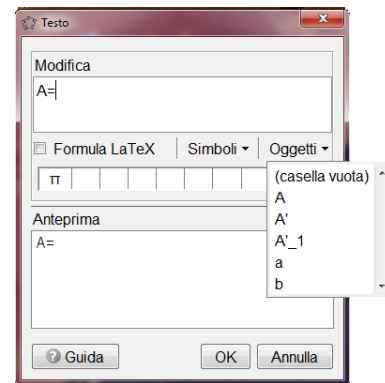 Testo
Modifica
A=
Formula LaTeX Simboli Oggetti
π
(casella vuota)
A
A'
A'_1
a
b
Anteprima
A=
Guida OK Annulla